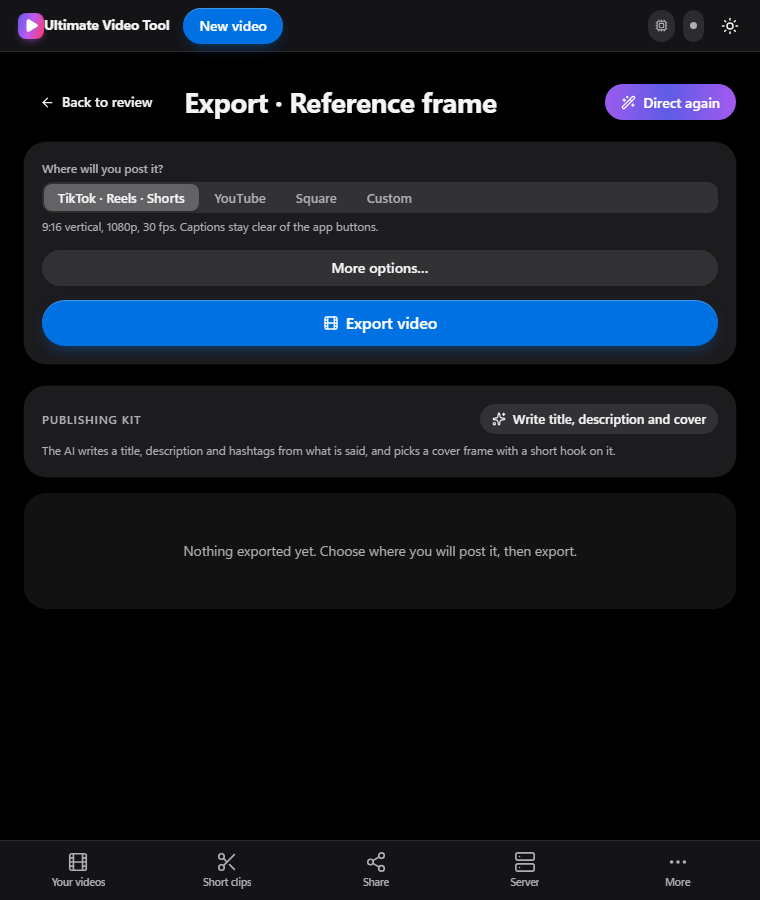 Ultimate Video Tool
New video
Back to review
Export · Reference frame
Direct again
Where will you post it?
TikTok · Reels · Shorts
YouTube
Square
Custom
9:16 vertical, 1080p, 30 fps. Captions stay clear of the app buttons.
More options...
Export video
PUBLISHING KIT
Write title, description and cover
The AI writes a title, description and hashtags from what is said, and picks a cover frame with a short hook on it.
Nothing exported yet. Choose where you will post it, then export.
Your videos
Short clips
Share
Server
More